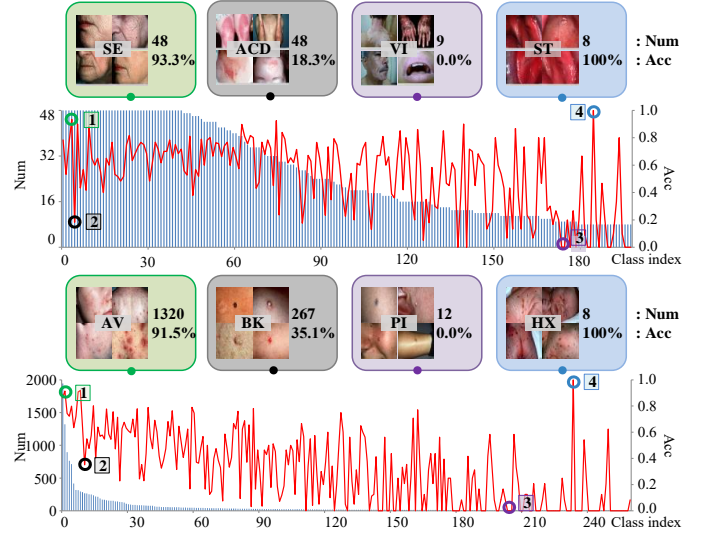 SE 48 93.3%
ACD 48 18.3%
VI 9 0.0%
ST 8 100%
: Num
: Acc
48 32 16 0
Num
1 2 3 4
1.0 0.8 0.6 0.4 0.2 0.0
Acc
0 30 60 90 120 150 180 Class index
AV 1320 91.5%
BK 267 35.1%
PI 12 0.0%
HX 8 100%
: Num
: Acc
2000 1500 1000 500 0
Num
1 2 3 4
1.0 0.8 0.6 0.4 0.2 0.0
Acc
0 30 60 90 120 150 180 210 240 Class index